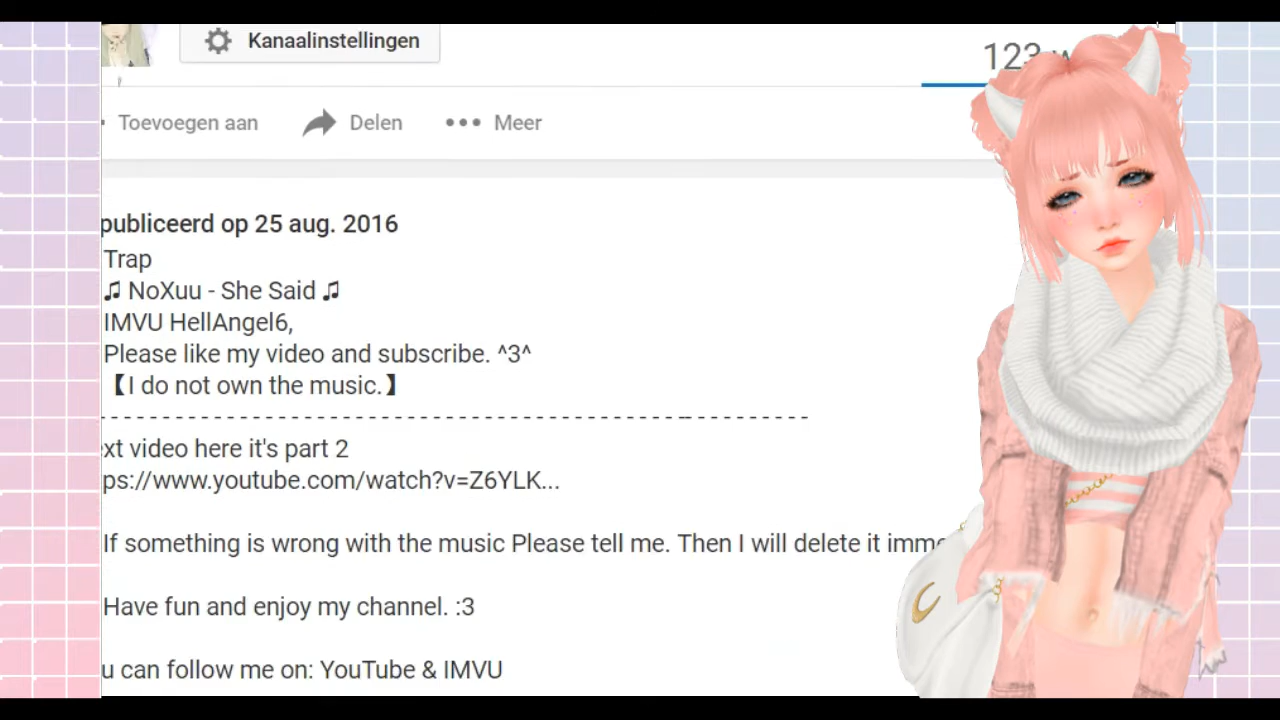 Kanaalinstellingen
123
Toevoegen aan
Delen
••• Meer
publiceerd op 25 aug. 2016
Trap
♫ NoXuu - She Said ♫
IMVU HellAngel6,
Please like my video and subscribe. ^3^
【I do not own the music.】
ext video here it's part 2
ps://www.youtube.com/watch?v=Z6YLK...
If something is wrong with the music Please tell me. Then I will delete it imme
Have fun and enjoy my channel. :3
u can follow me on: YouTube & IMVU